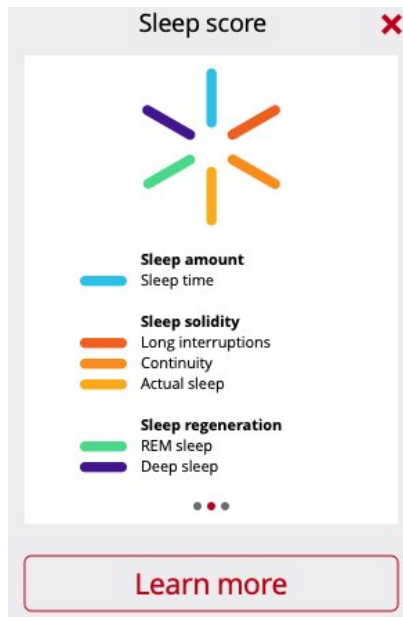 Sleep score
Sleep amount
Sleep time
Sleep solidity
Long interruptions
Continuity
Actual sleep
Sleep regeneration
REM sleep
Deep sleep
Learn more